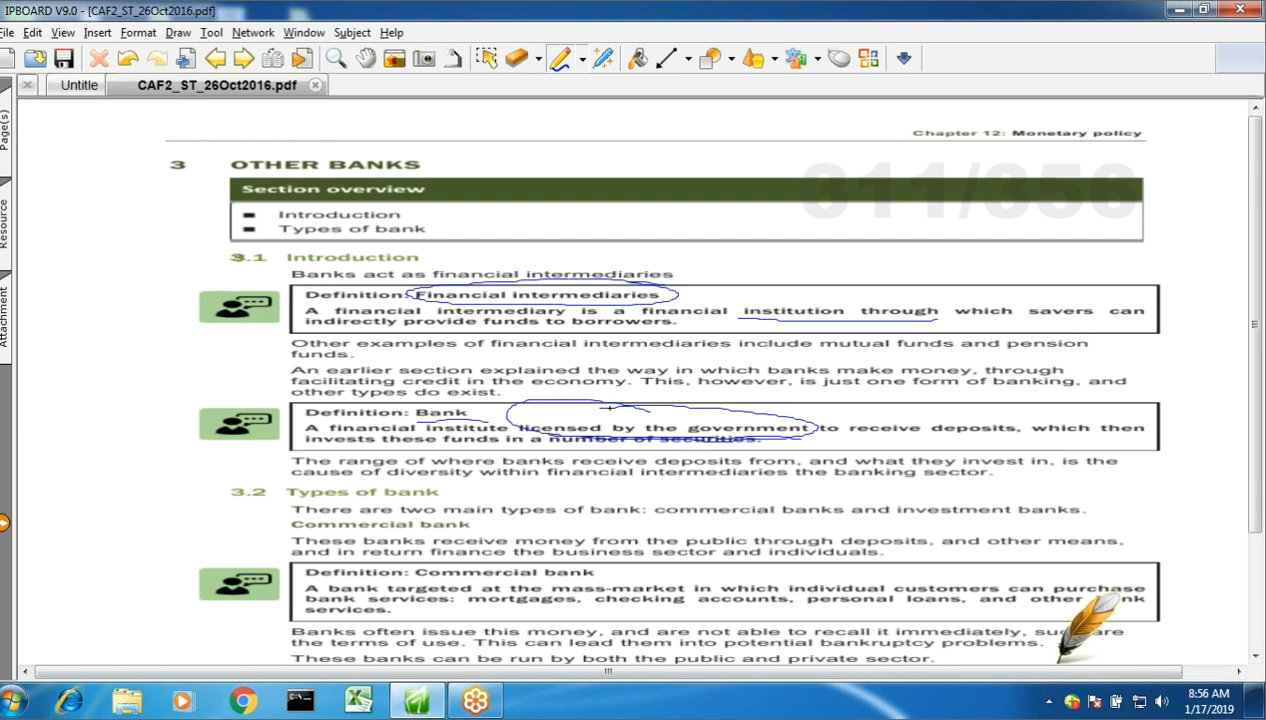 IPBOARD V9.0 - [CAF2_ST_26Oct2016.pdf]
File Edit View Insert Format Draw Tool Network Window Subject Help
Untitle CAF2_ST_26Oct2016.pdf
Page(s)
Resource
Attachment
Chapter 12: Monetary policy
311/356
3 OTHER BANKS
Section overview
Introduction
Types of bank
3.1 Introduction
Banks act as financial intermediaries
Definition: Financial intermediaries
A financial intermediary is a financial institution through which savers can
indirectly provide funds to borrowers.
Other examples of financial intermediaries include mutual funds and pension
funds.
An earlier section explained the way in which banks make money, through
facilitating credit in the economy. This, however, is just one form of banking, and
other types do exist.
Definition: Bank
A financial institute licensed by the government to receive deposits, which then
invests these funds in a number of securities.
The range of where banks receive deposits from, and what they invest in, is the
cause of diversity within financial intermediaries the banking sector.
3.2 Types of bank
There are two main types of bank: commercial banks and investment banks.
Commercial bank
These banks receive money from the public through deposits, and other means,
and in return finance the business sector and individuals.
Definition: Commercial bank
A bank targeted at the mass-market in which individual customers can purchase
bank services: mortgages, checking accounts, personal loans, and other bank
services.
Banks often issue this money, and are not able to recall it immediately, such are
the terms of use. This can lead them into potential bankruptcy problems.
These banks can be run by both the public and private sector.
8:56 AM
1/17/2019